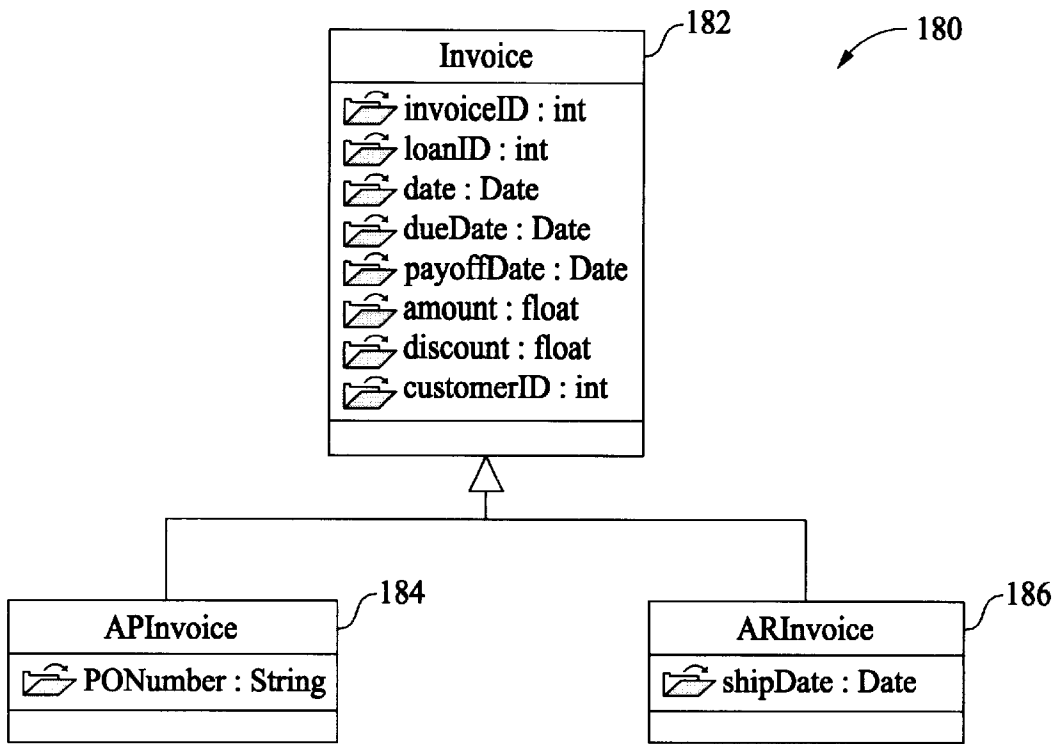 182
180
Invoice
invoiceID : int
loanID : int
date : Date
dueDate : Date
payoffDate : Date
amount : float
discount : float
customerID : int
184
186
APInvoice
ARInvoice
PONumber : String
shipDate : Date